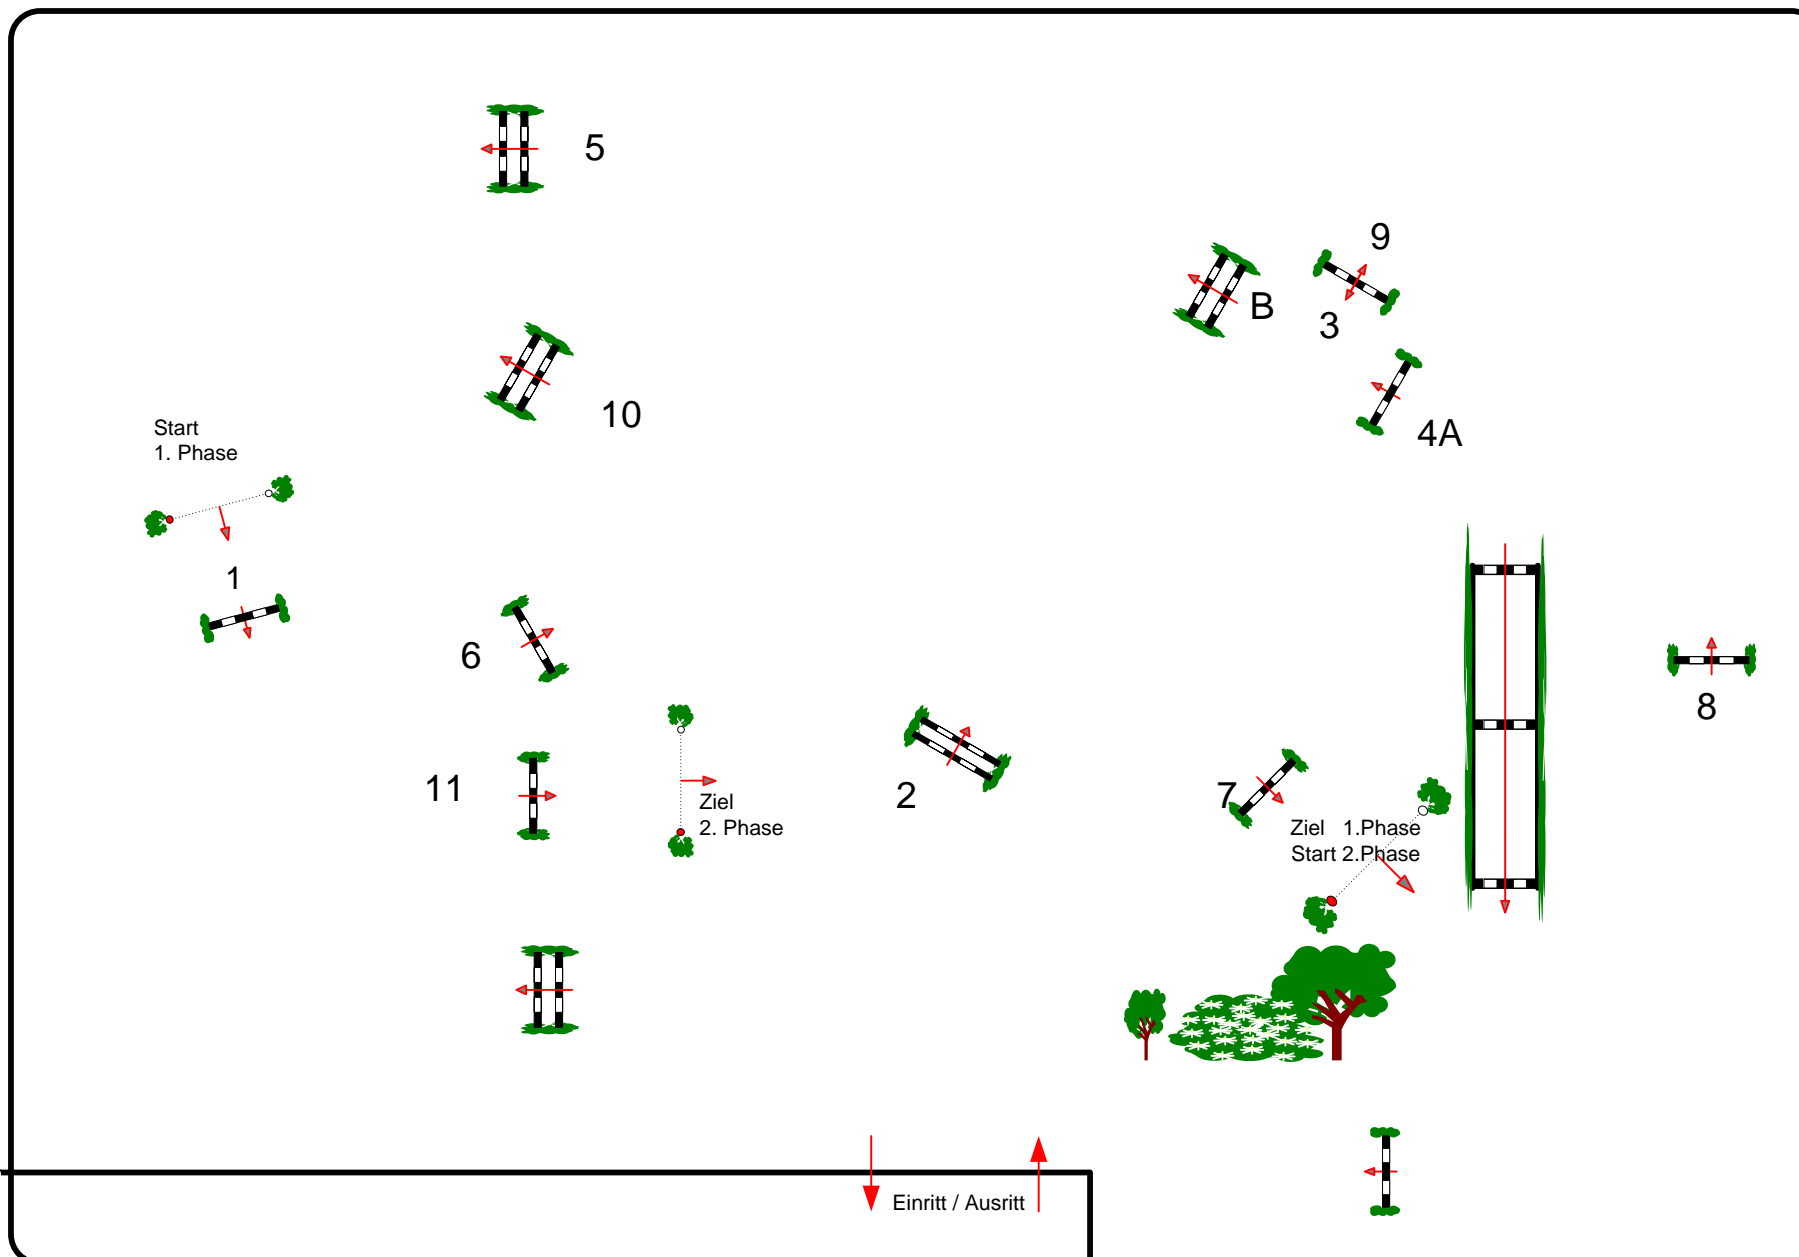 5
9
B
3
10
4A
Start
1. Phase
1
6
8
11
2
7
Ziel
2. Phase
Ziel 1.Phase
Start 2.Phase
Einritt / Ausritt